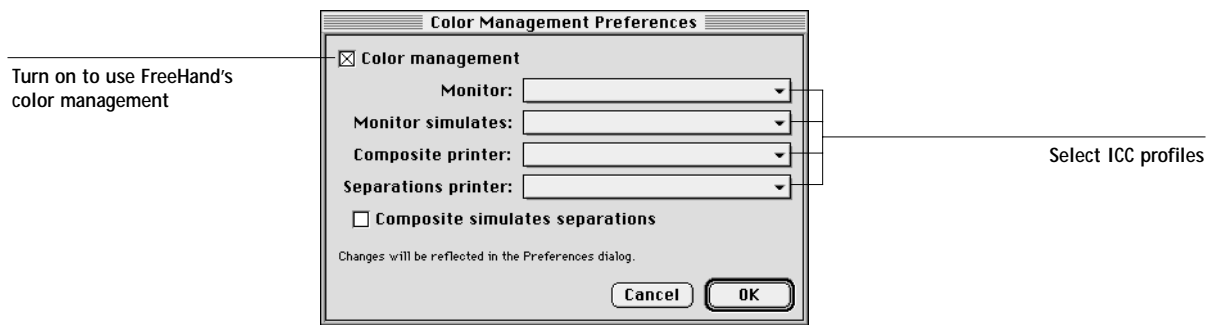 Color Management Preferences
Color management
Turn on to use FreeHand's
color management
Monitor:
Monitor simulates:
Composite printer:
Select ICC profiles
Separations printer:
Composite simulates separations
Changes will be reflected in the Preferences dialog.
Cancel
OK